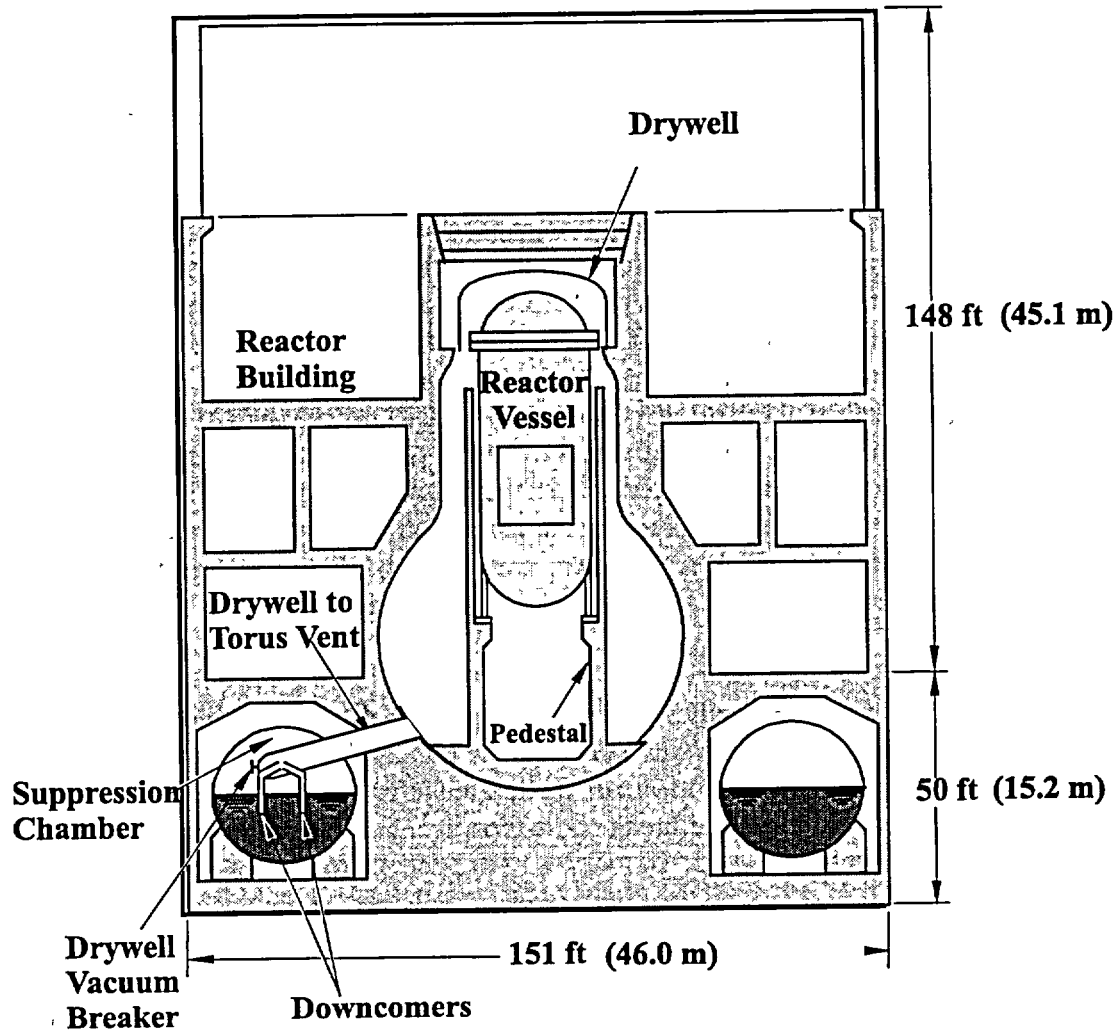 Drywell
148 ft (45.1 m)
Reactor
Building
Reactor
Vessel
Drywell to
Torus Vent
Pedestal
Suppression
Chamber
50 ft (15.2 m)
151 ft (46.0 m)
Drywell
Vacuum
Breaker
Downcomers